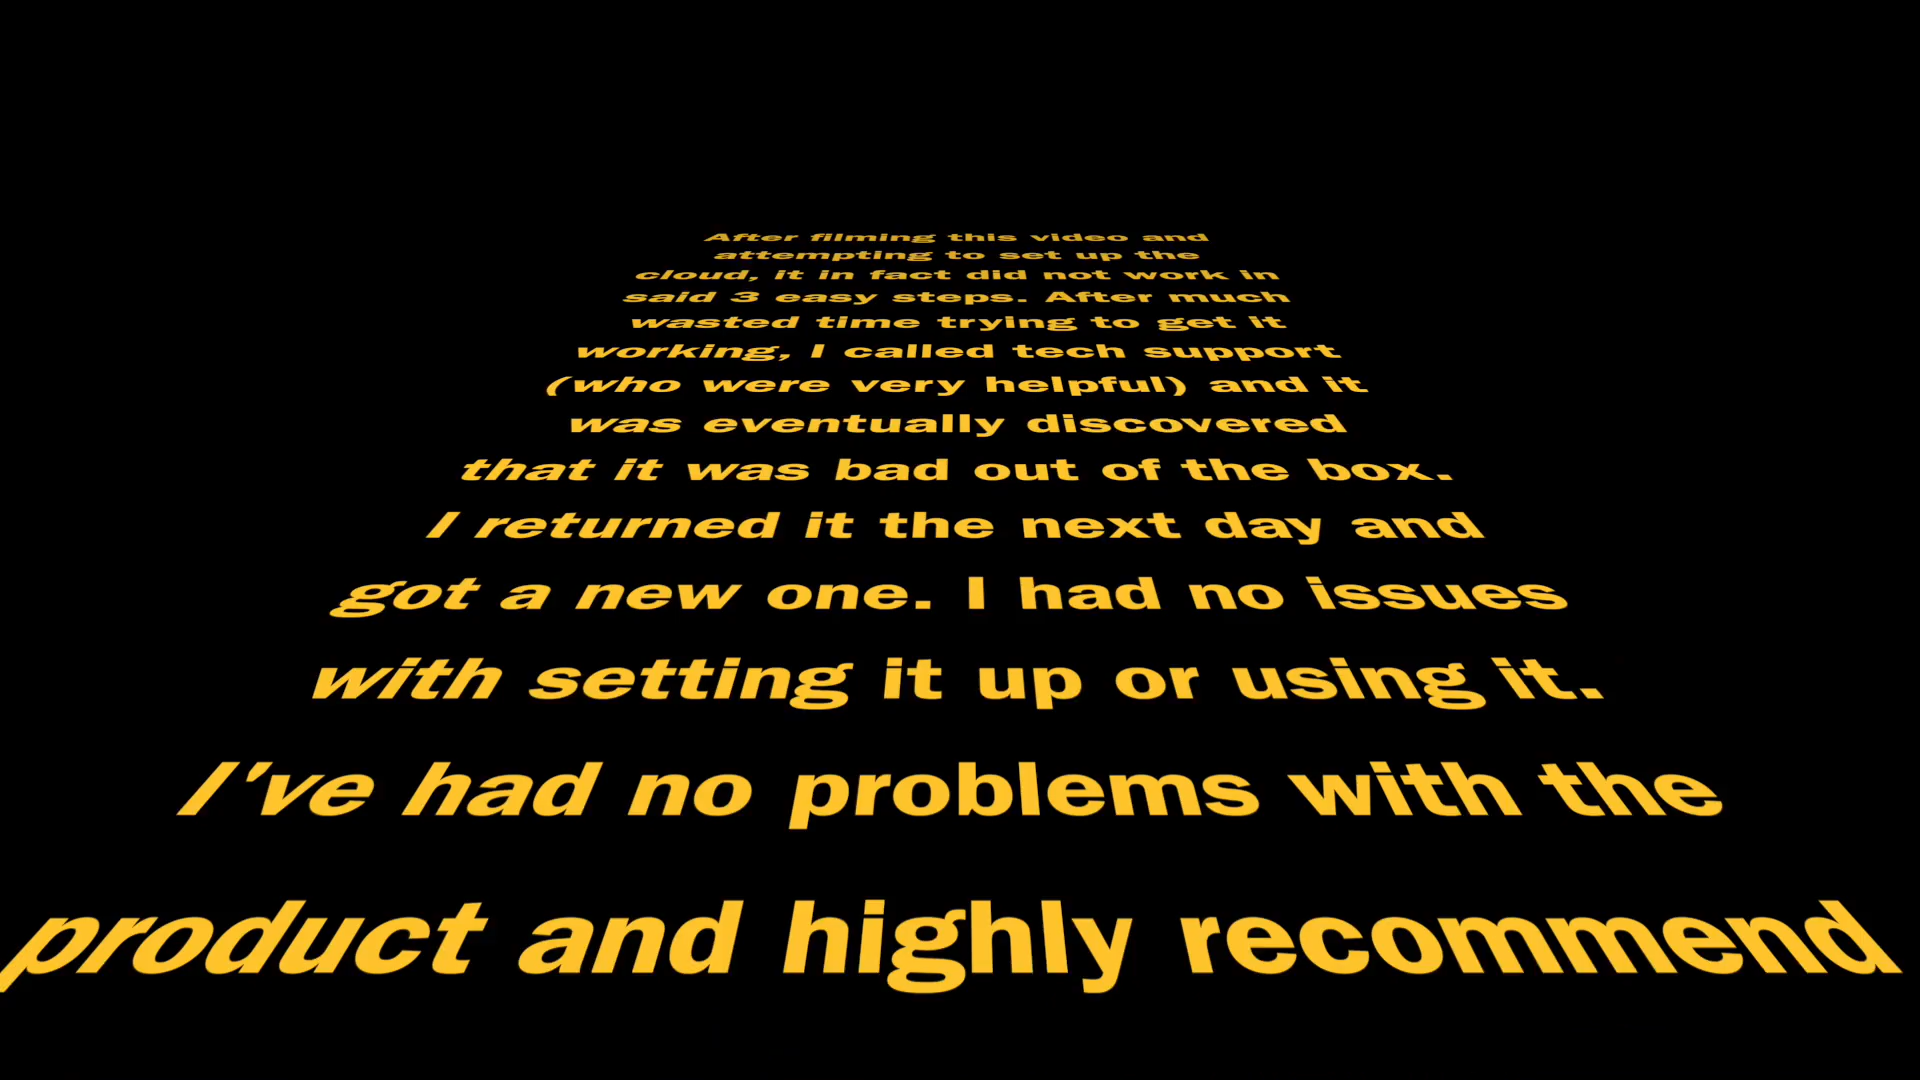 After filming this video and
attempting to set up the
cloud, it in fact did not work in
said 3 easy steps. After much
wasted time trying to get it
working, I called tech support
(who were very helpful) and it
was eventually discovered
that it was bad out of the box.
I returned it the next day and
got a new one. I had no issues
with setting it up or using it.
I've had no problems with the
product and highly recommend